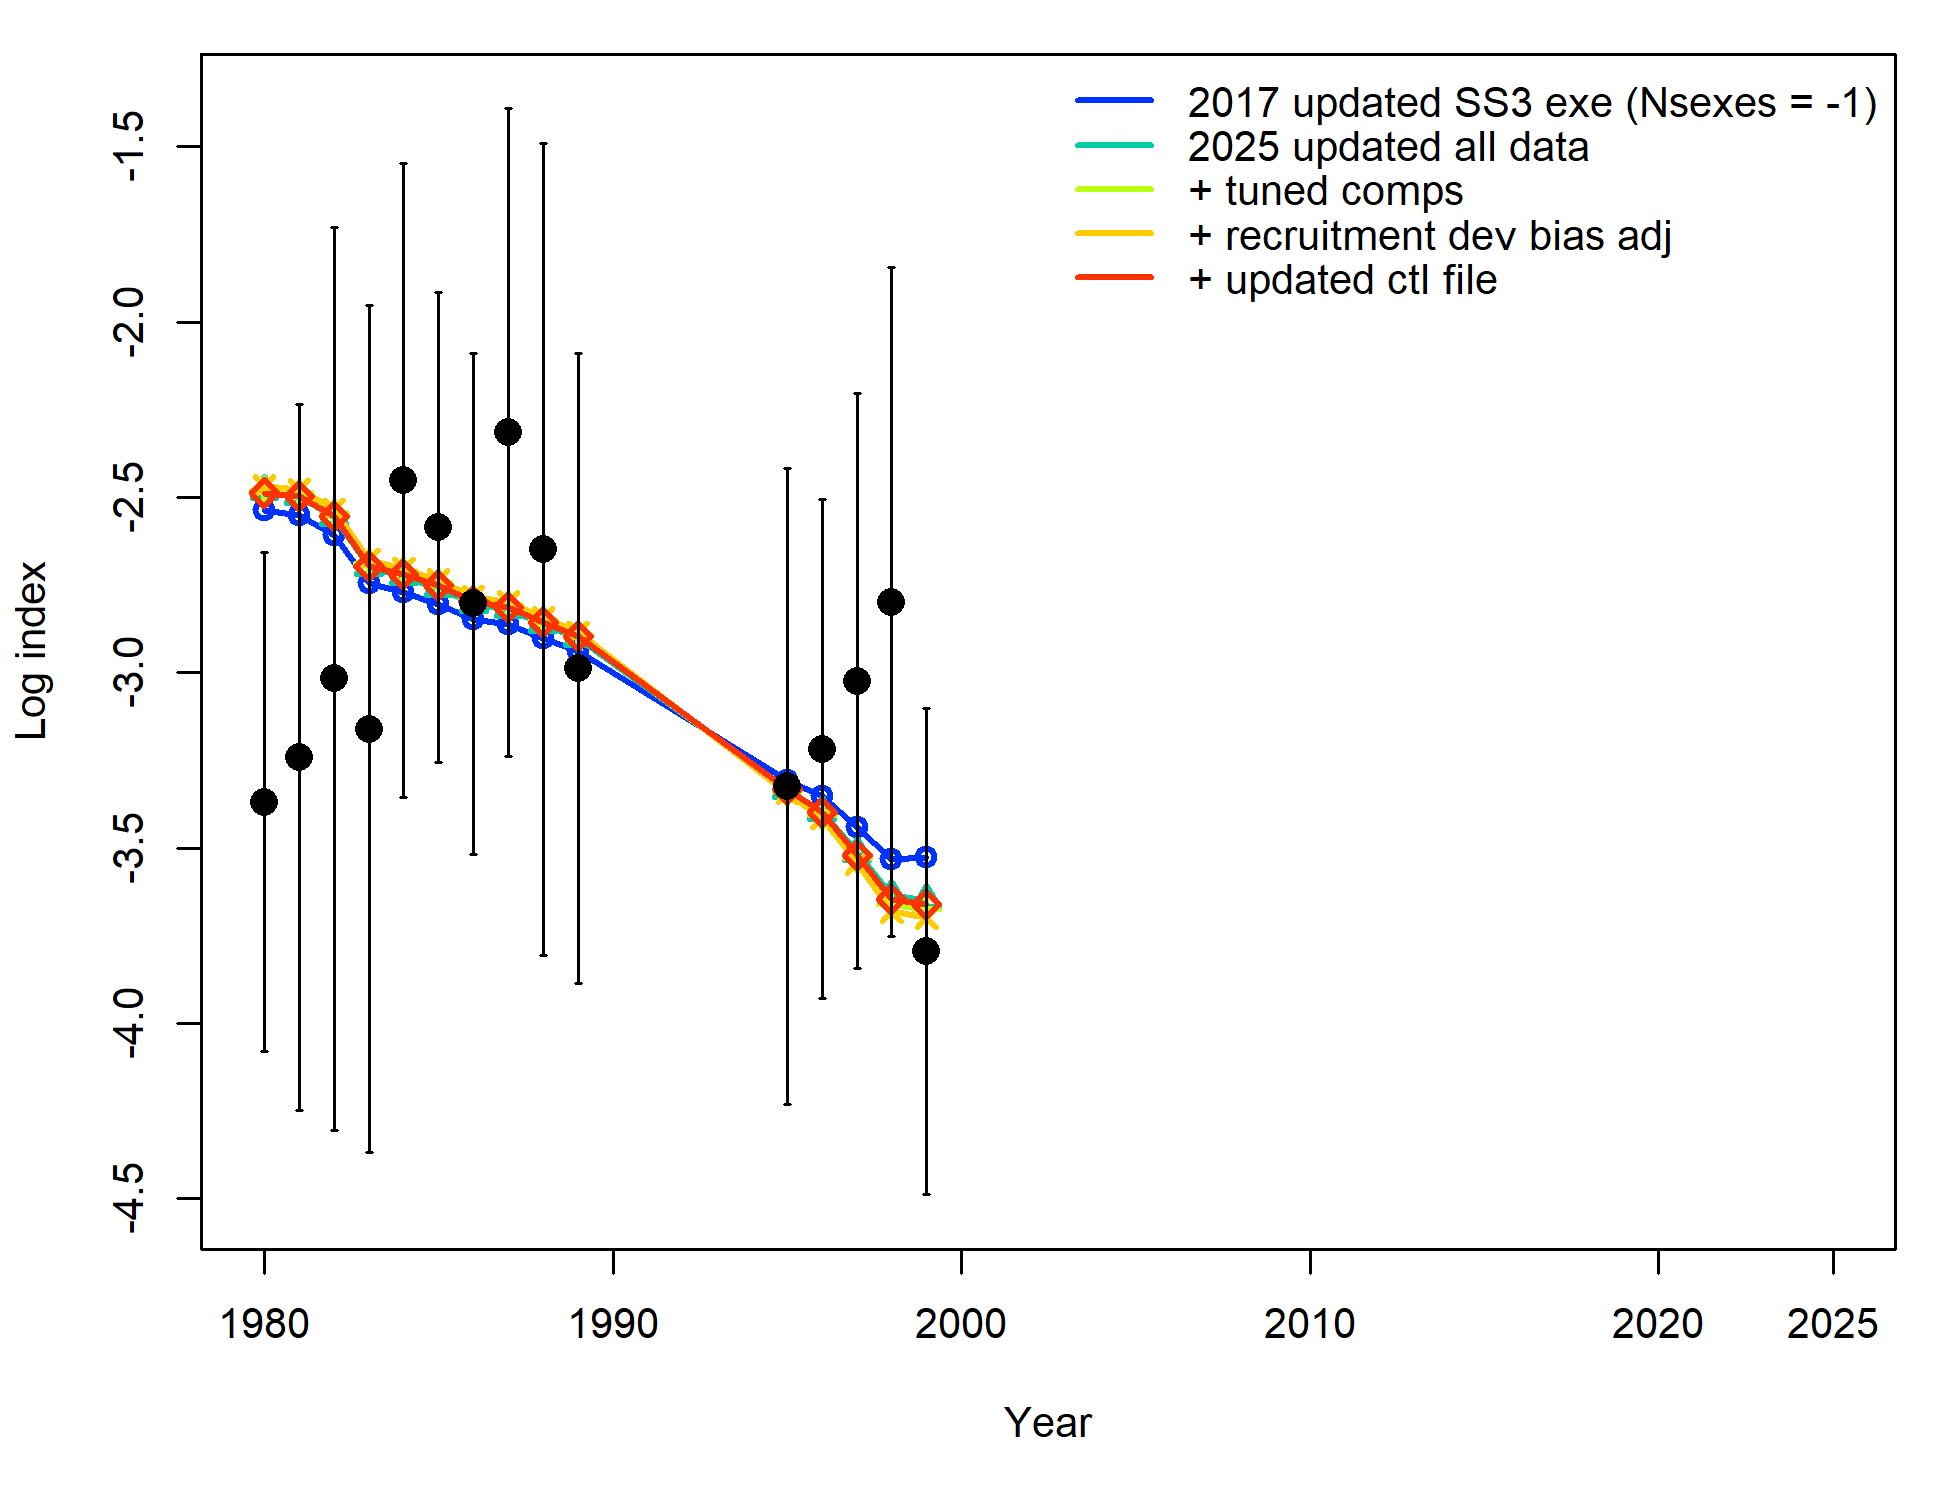 2017 updated SS3 exe (Nsexes = -1)
2025 updated all data
+ tuned comps
+ recruitment dev bias adj
+ updated ctl file
Log index
-1.5
-2.0
-2.5
-3.0
-3.5
-4.0
-4.5
1980 1990 2000 2010 2020 2025
Year